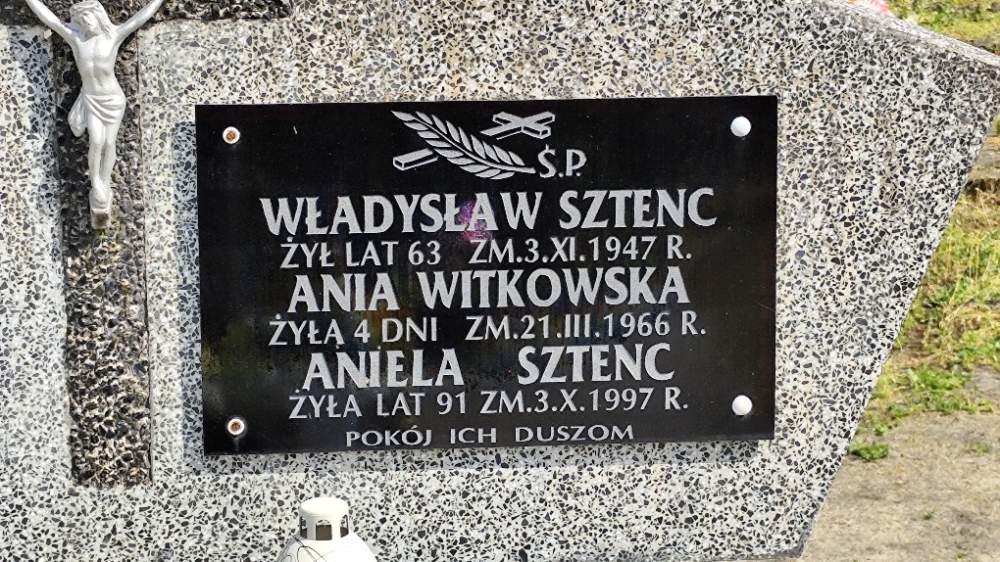 Ś.P.
WŁADYSŁAW SZTENC
ŻYŁ LAT 63 ZM.3.XI.1947 R.
ANIA WITKOWSKA
ŻYŁĄ 4 DNI ZM.21.III.1966 R.
ANIELA SZTENC
ŻYŁA LAT 91 ZM.3.X.1997 R.
POKÓJ ICH DUSZOM